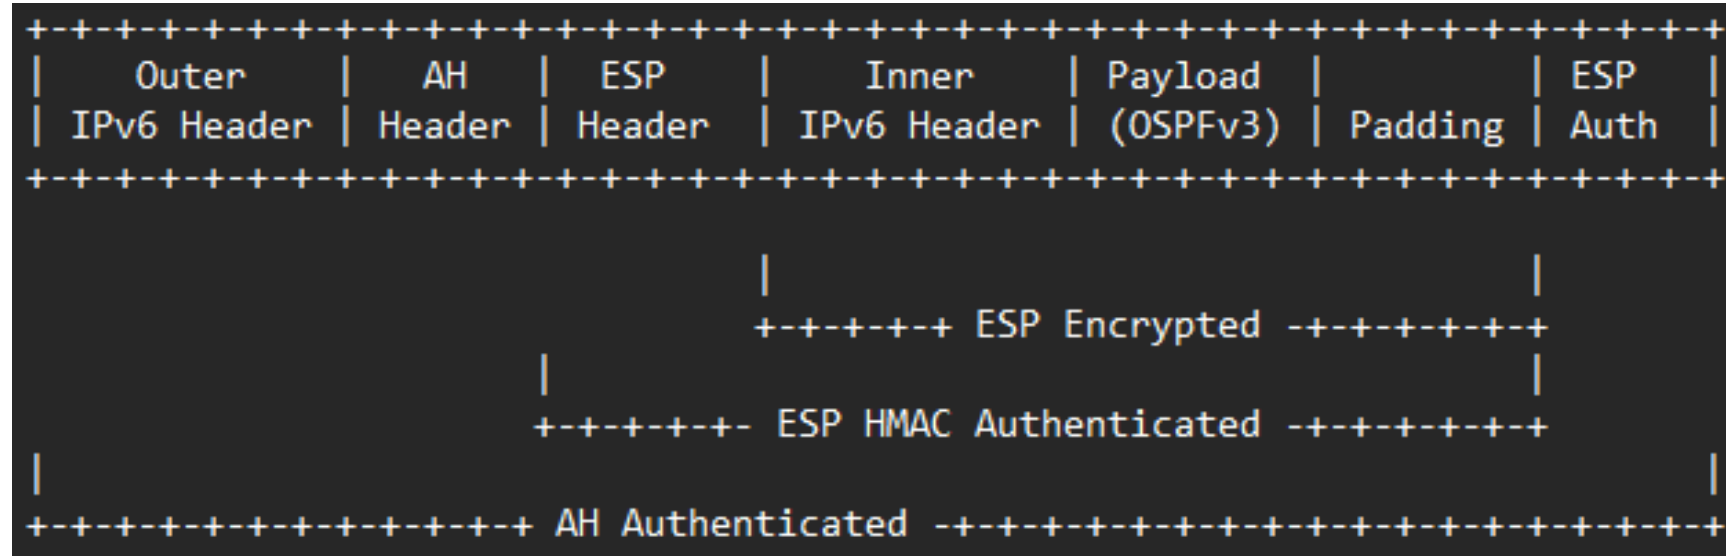 +-+-+-+-+-+-+-+-+-+-+-+-+-+-+-+-+-+-+-+-+-+-+-+-+-+-+-+-+-+-+-+-+-+-+-+-+-+-+
|    Outer    |   AH   |  ESP    |    Inner    | Payload  |         | ESP   |
| IPv6 Header | Header | Header  | IPv6 Header | (OSPFv3) | Padding | Auth  |
+-+-+-+-+-+-+-+-+-+-+-+-+-+-+-+-+-+-+-+-+-+-+-+-+-+-+-+-+-+-+-+-+-+-+-+-+-+-+
                                 |                                  |
                                 +-+-+-+-+ ESP Encrypted -+-+-+-+-+-+
                       |                                            |
                       +-+-+-+-+- ESP HMAC Authenticated -+-+-+-+-+-+
|                                                                           |
+-+-+-+-+-+-+-+-+-+-+-+ AH Authenticated -+-+-+-+-+-+-+-+-+-+-+-+-+-+-+-+-+-+